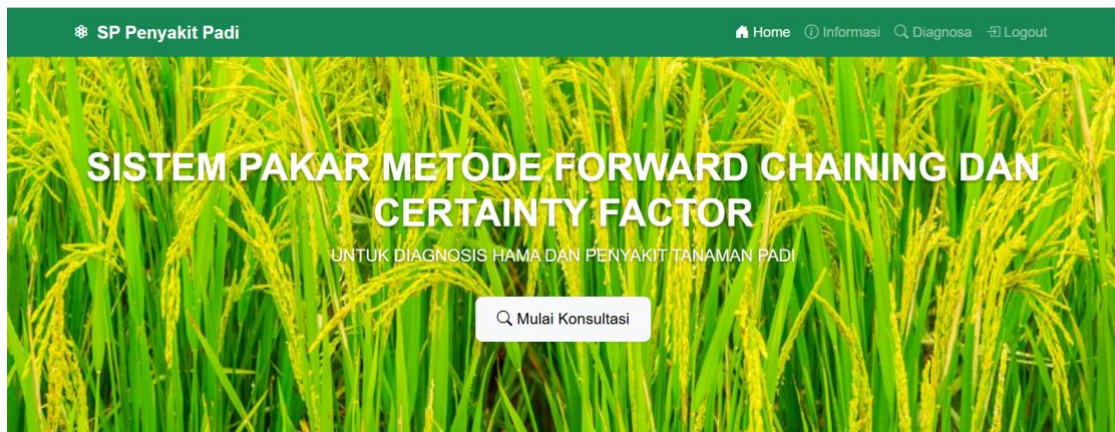 SP Penyakit Padi
Home Informasi Diagnosa Logout
SISTEM PAKAR METODE FORWARD CHAINING DAN
CERTAINTY FACTOR
UNTUK DIAGNOSIS HAMA DAN PENYAKIT TANAMAN PADI
Mulai Konsultasi